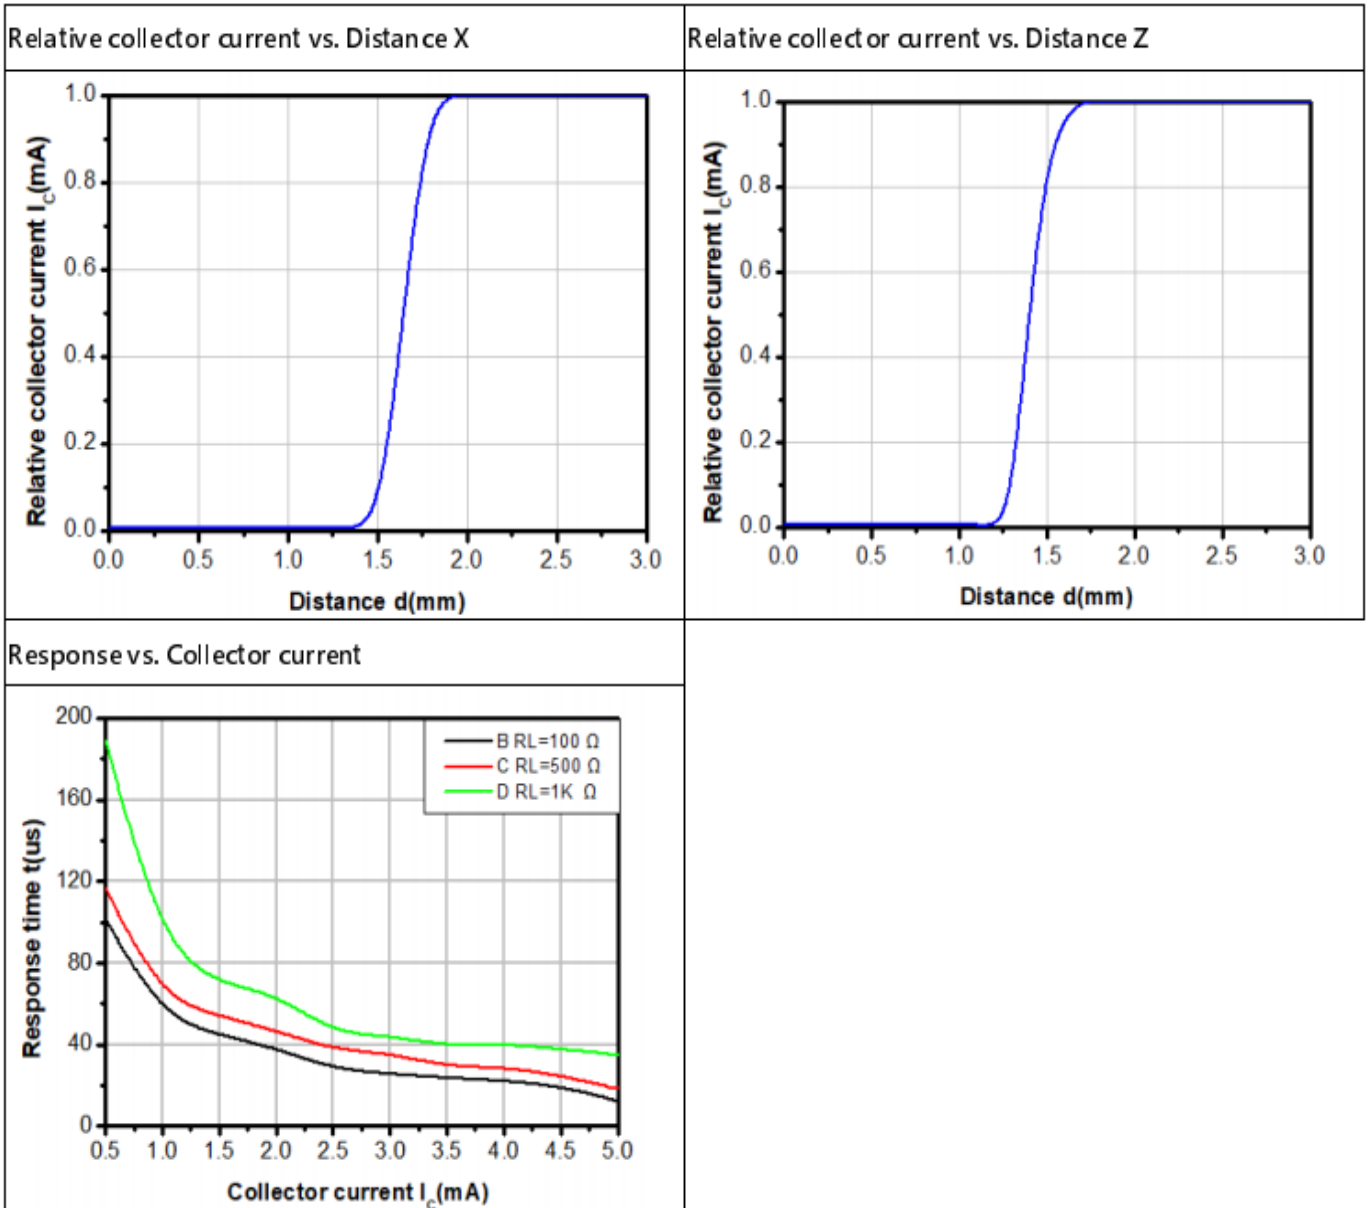 Relative collector current vs. Distance X
Relative collector current vs. Distance Z
1.0
0.8
0.6
0.4
0.2
0.0
Relative collector current I_C(mA)
0.0 0.5 1.0 1.5 2.0 2.5 3.0
Distance d(mm)
1.0
0.8
0.6
0.4
0.2
0.0
Relative collector current I_C(mA)
0.0 0.5 1.0 1.5 2.0 2.5 3.0
Distance d(mm)
Response vs. Collector current
200
160
120
80
40
0
Response time t(us)
B RL=100 Ω
C RL=500 Ω
D RL=1K Ω
0.5 1.0 1.5 2.0 2.5 3.0 3.5 4.0 4.5 5.0
Collector current I_C(mA)